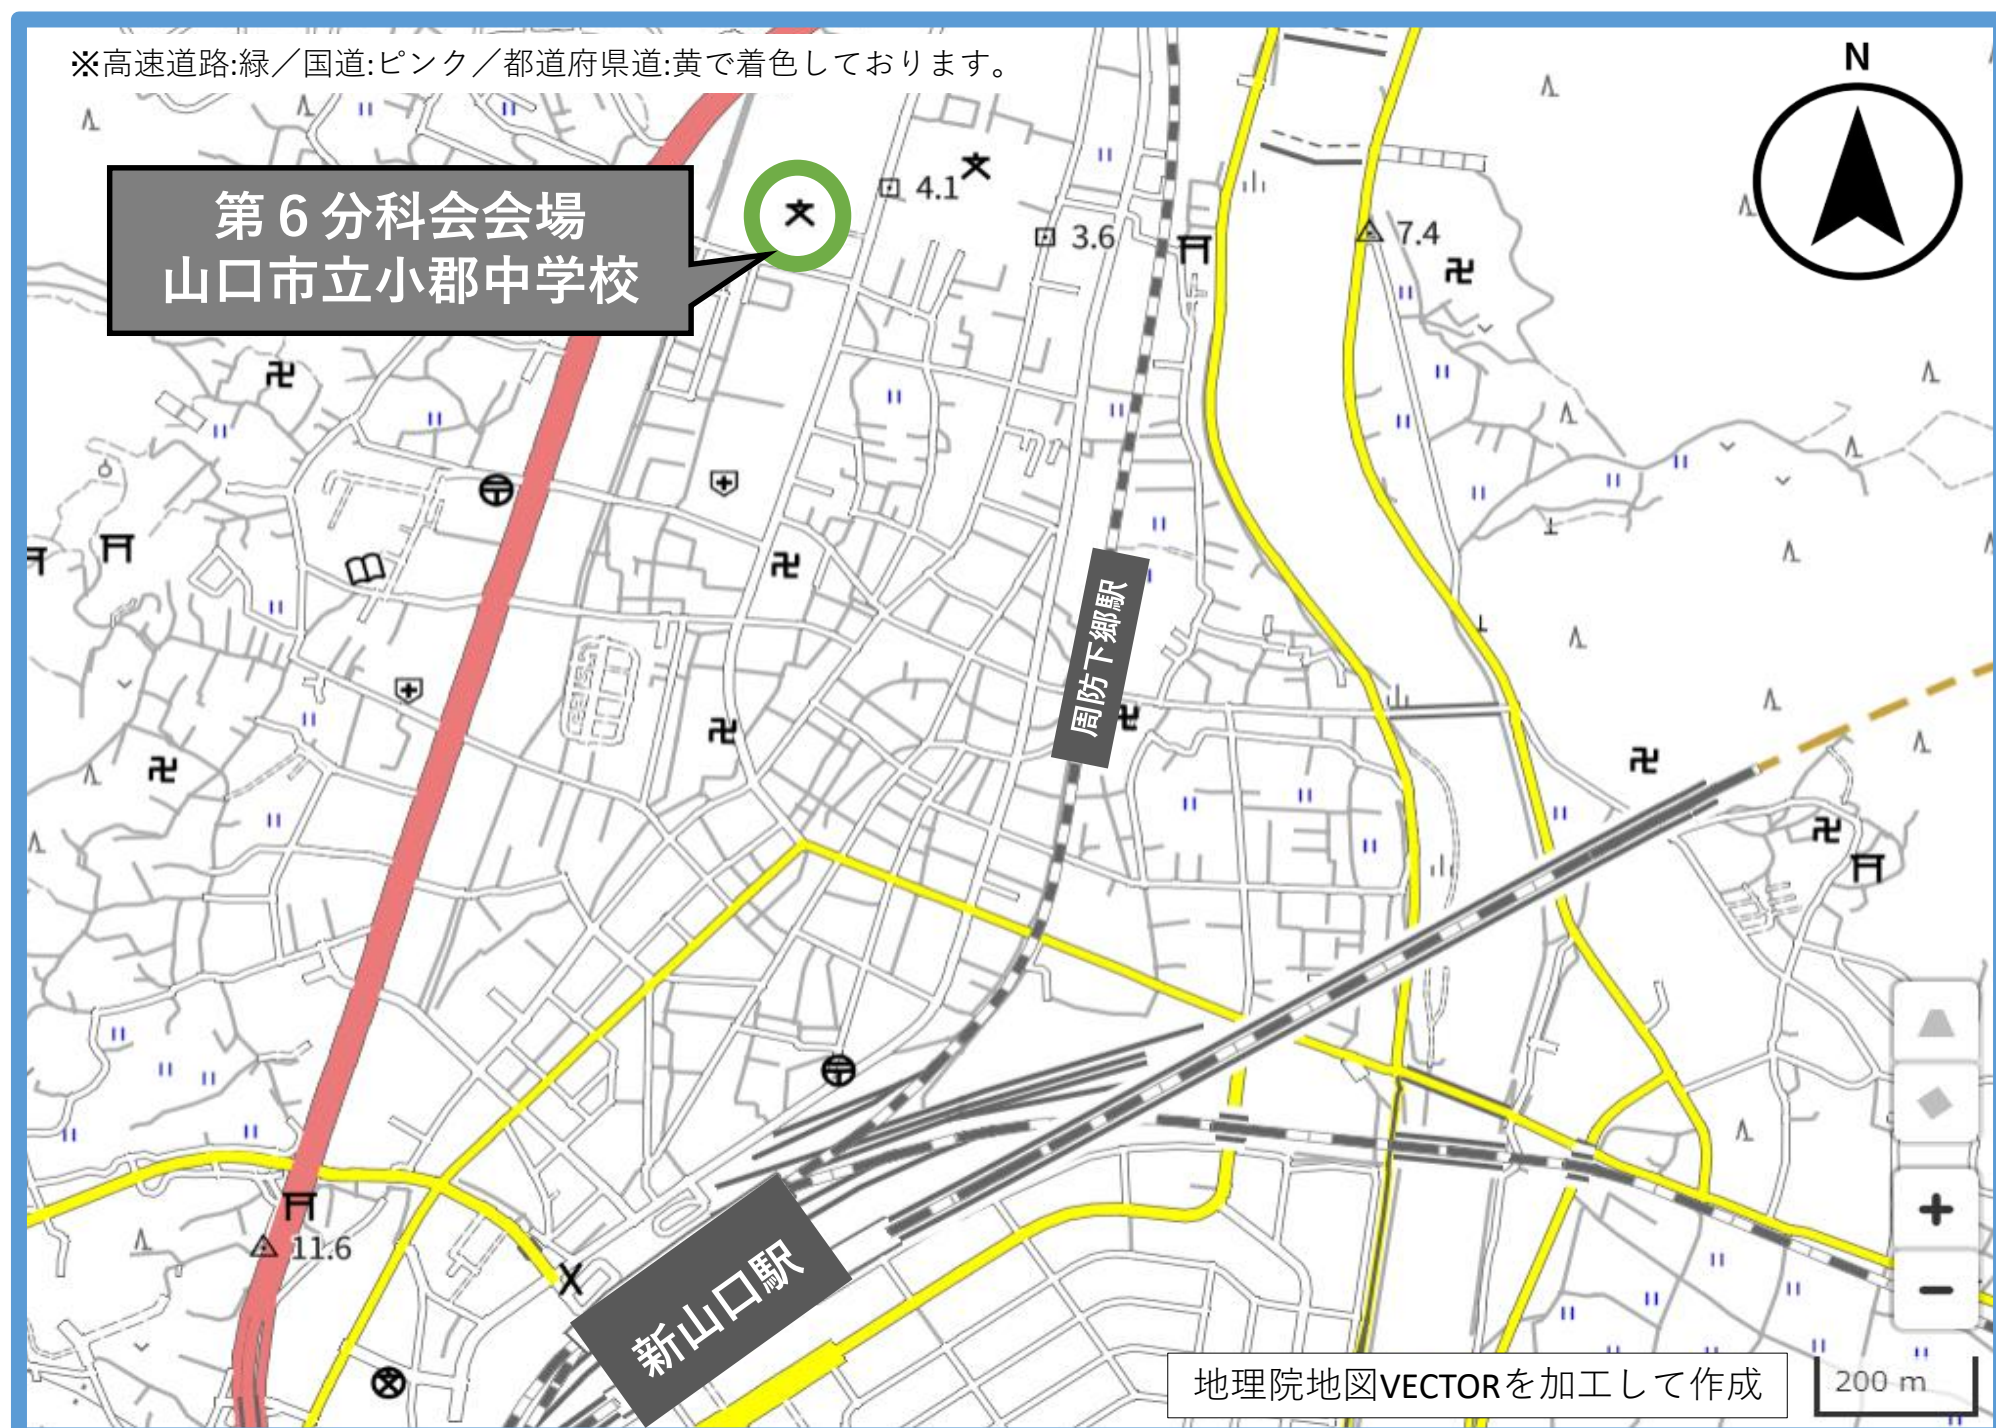 ※高速道路:緑／国道:ピンク／都道府県道:黄で着色しております。
N
第６分科会会場
山口市立小郡中学校
4.1
3.6
7.4
周防下郷駅
11.6
新山口駅
地理院地図VECTORを加工して作成
200 m